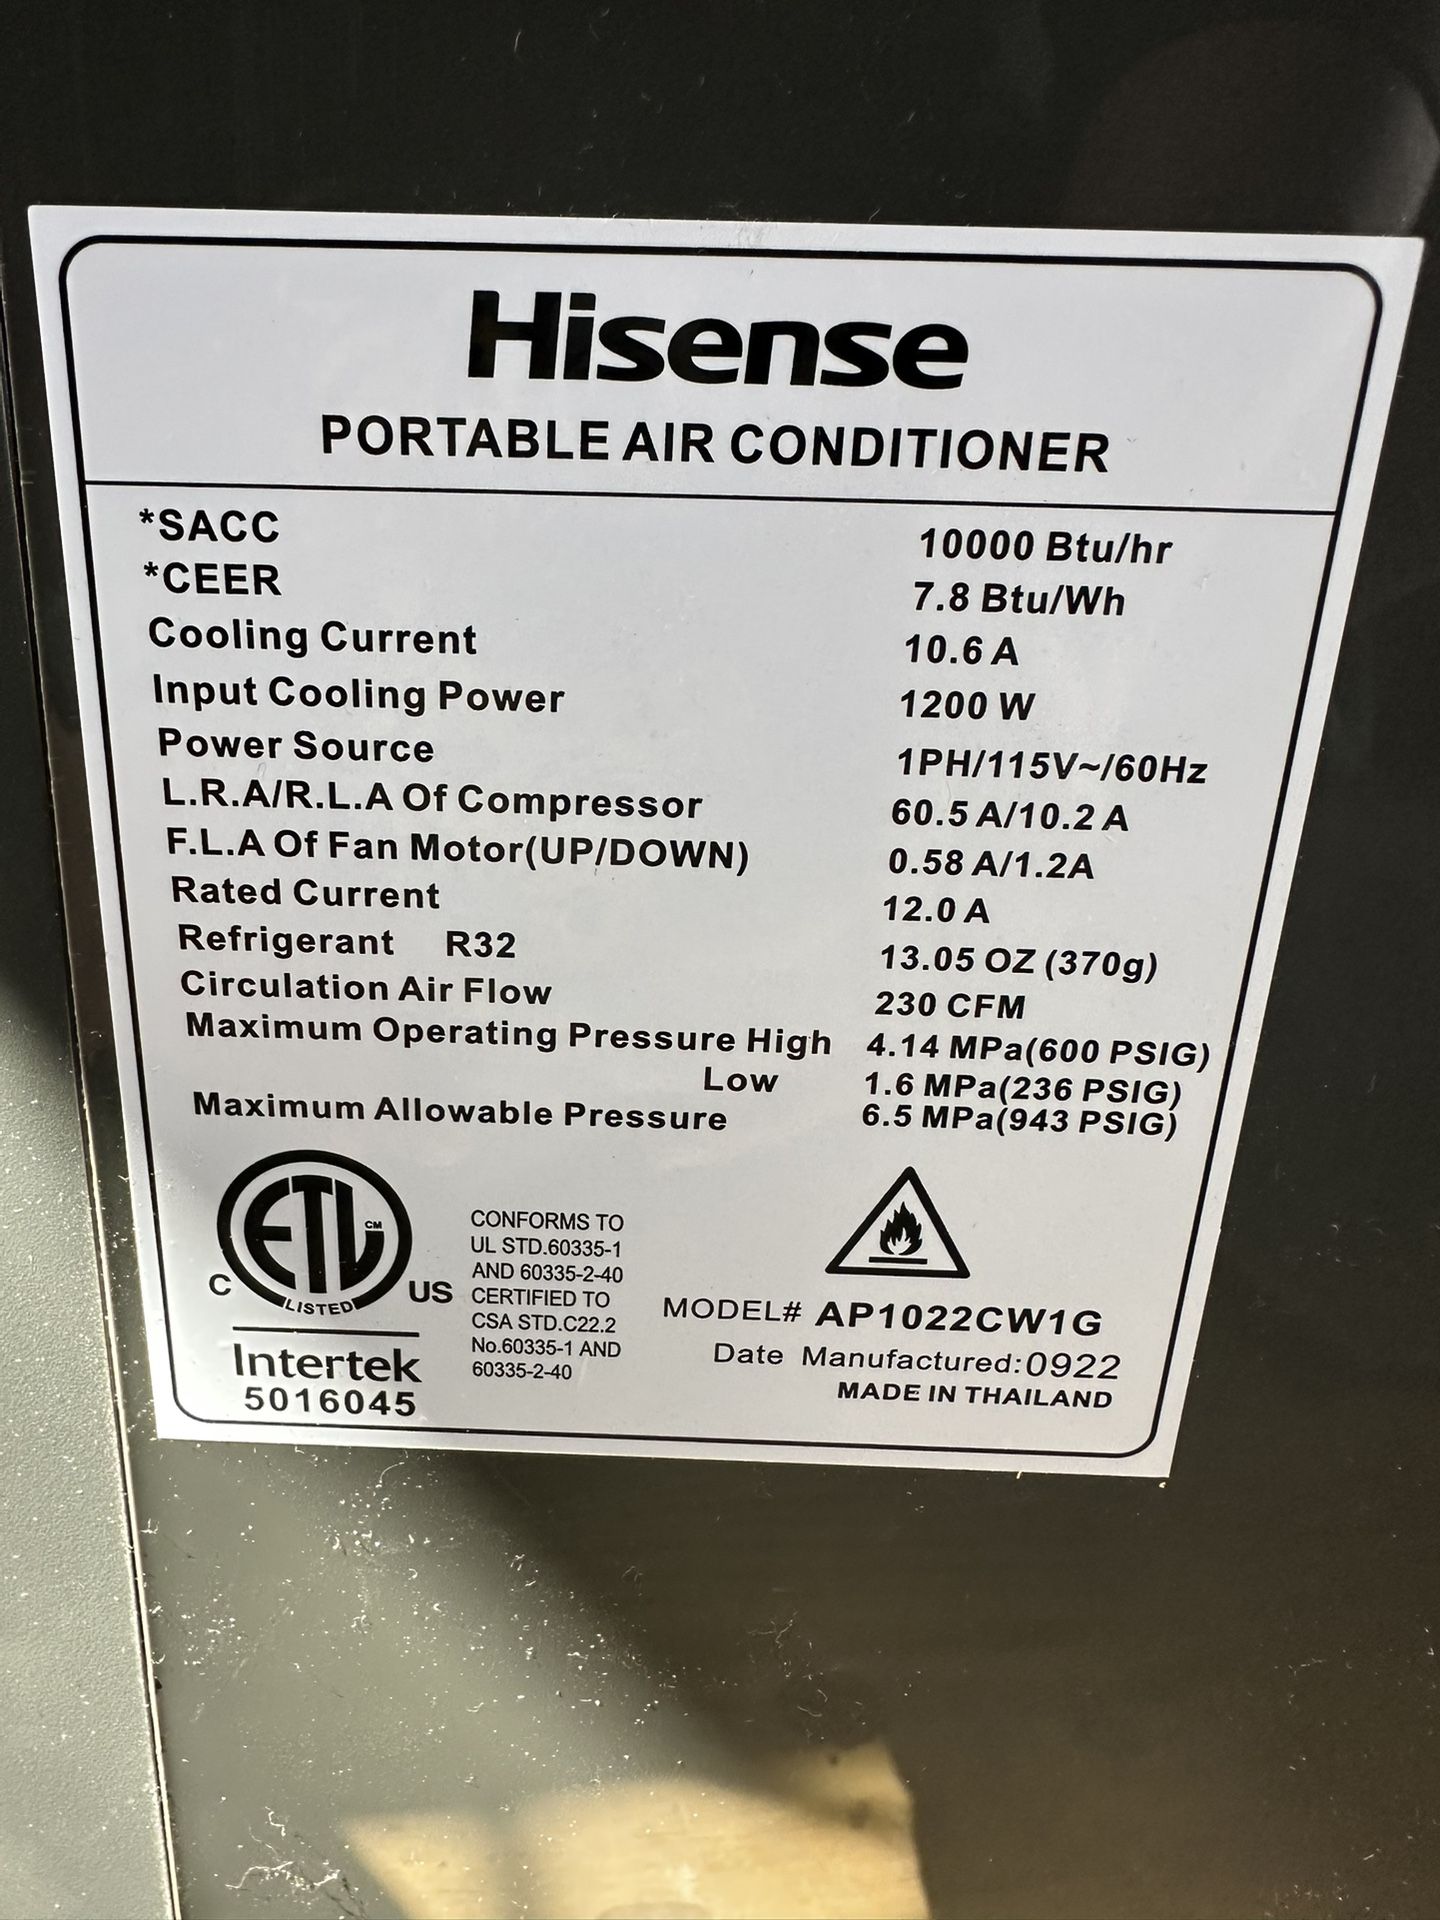 Hisense
PORTABLE AIR CONDITIONER
*SACC 10000 Btu/hr
*CEER 7.8 Btu/Wh
Cooling Current 10.6 A
Input Cooling Power 1200 W
Power Source 1PH/115V~/60Hz
L.R.A/R.L.A Of Compressor 60.5 A/10.2 A
F.L.A Of Fan Motor(UP/DOWN) 0.58 A/1.2A
Rated Current 12.0 A
Refrigerant R32 13.05 OZ (370g)
Circulation Air Flow 230 CFM
Maximum Operating Pressure High 4.14 MPa(600 PSIG)
Low 1.6 MPa(236 PSIG)
Maximum Allowable Pressure 6.5 MPa(943 PSIG)
ETL CM
LISTED
C US
Intertek
5016045
CONFORMS TO
UL STD.60335-1
AND 60335-2-40
CERTIFIED TO
CSA STD.C22.2
No.60335-1 AND
60335-2-40
MODEL# AP1022CW1G
Date Manufactured:0922
MADE IN THAILAND